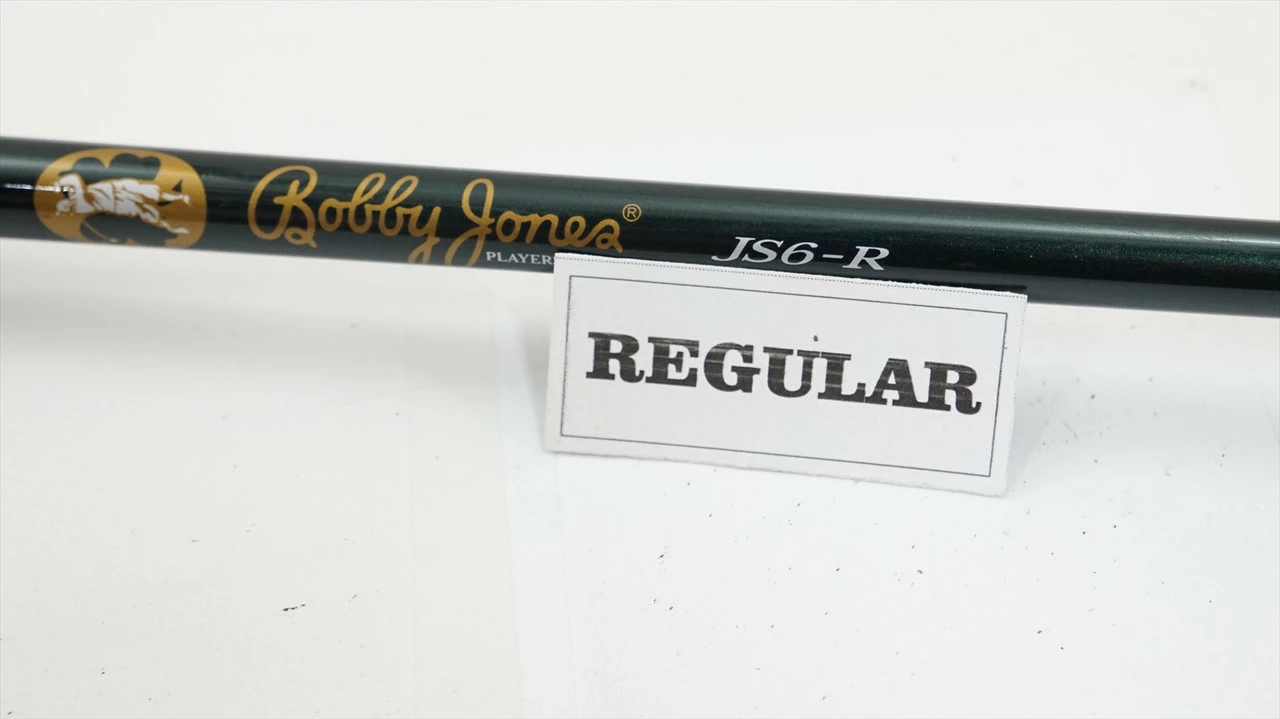 Bobby Jones®
PLAYER
JS6-R
REGULAR